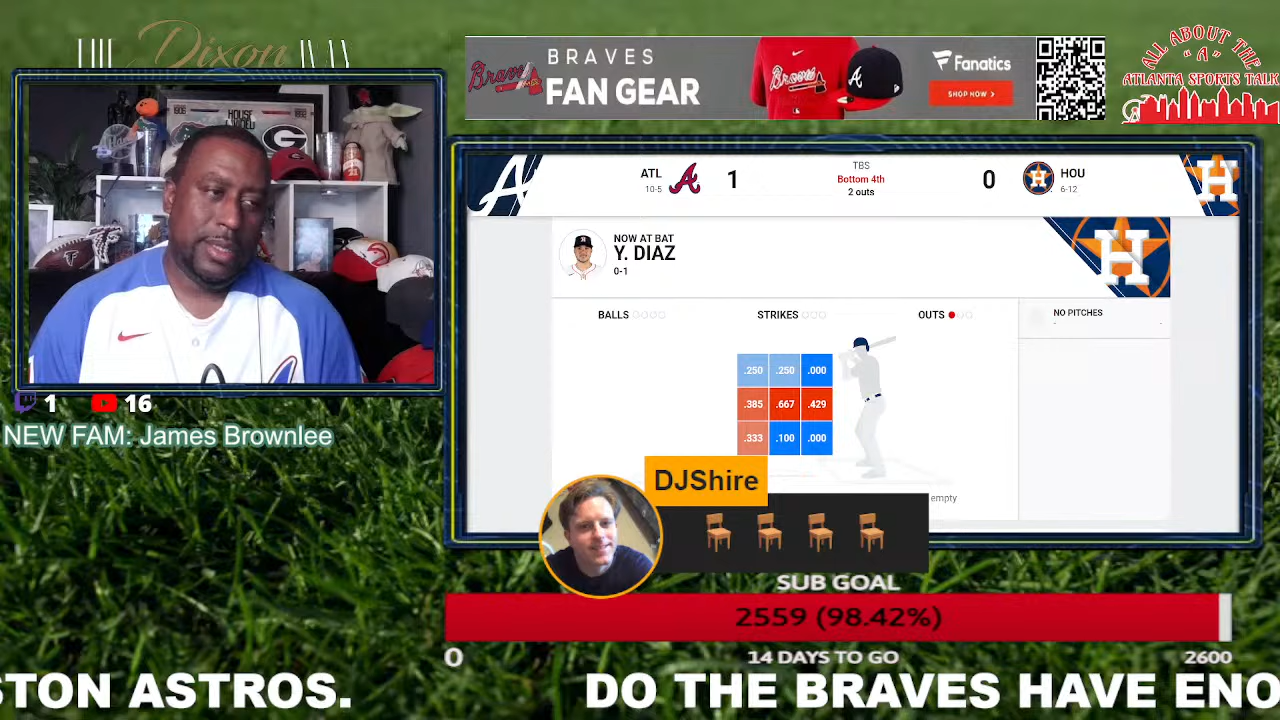 Dixon
BRAVES
Braves
FAN GEAR
Braves
Fanatics
SHOP NOW >
ALL ABOUT THE
"A"
ATLANTA SPORTS TALK
HOUSE
G
ATL
10-5
1
TBS
Bottom 4th
2 outs
0
HOU
6-12
NOW AT BAT
Y. DIAZ
0-1
BALLS
STRIKES
OUTS
NO PITCHES
.250 .250 .000
.385 .667 .429
.333 .100 .000
empty
1
16
NEW FAM: James Brownlee
DJShire
SUB GOAL
2559 (98.42%)
0
14 DAYS TO GO
2600
STON ASTROS.
DO THE BRAVES HAVE ENO